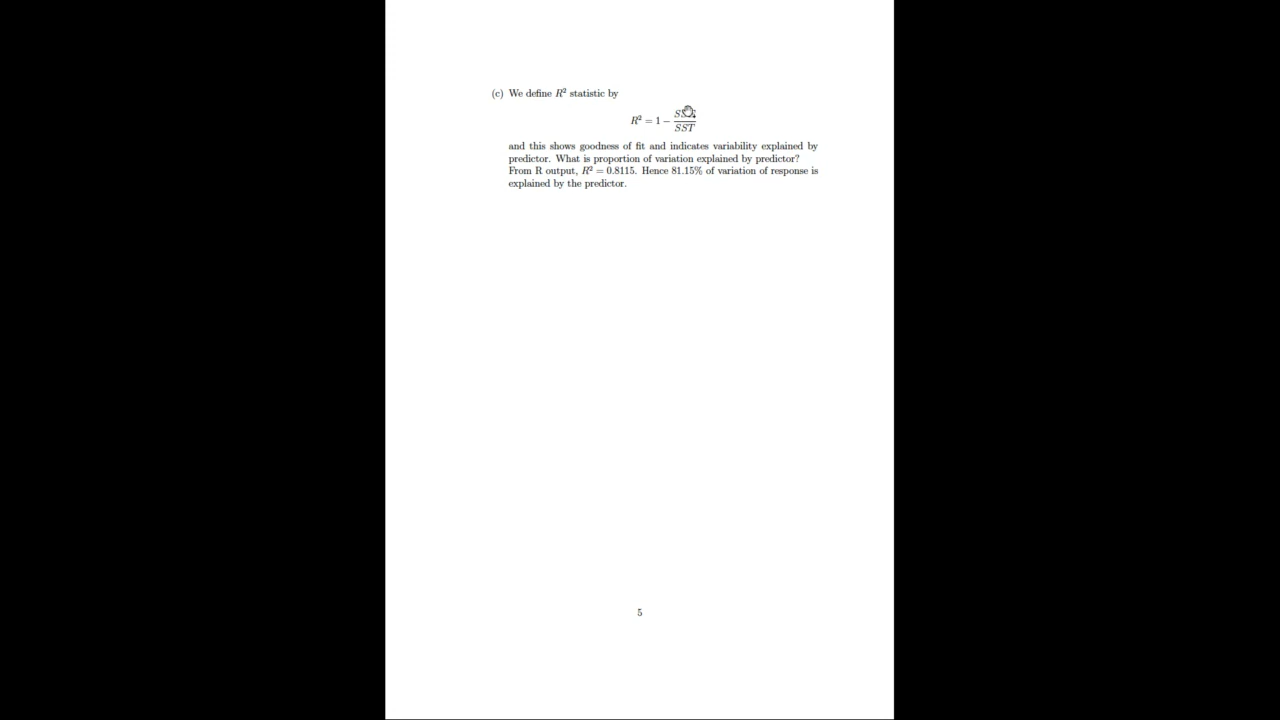 (c) We define R² statistic by
R² = 1 − 
SST
and this shows goodness of fit and indicates variability explained by
predictor. What is proportion of variation explained by predictor?
From R output, R² = 0.8115. Hence 81.15% of variation of response is
explained by the predictor.
5